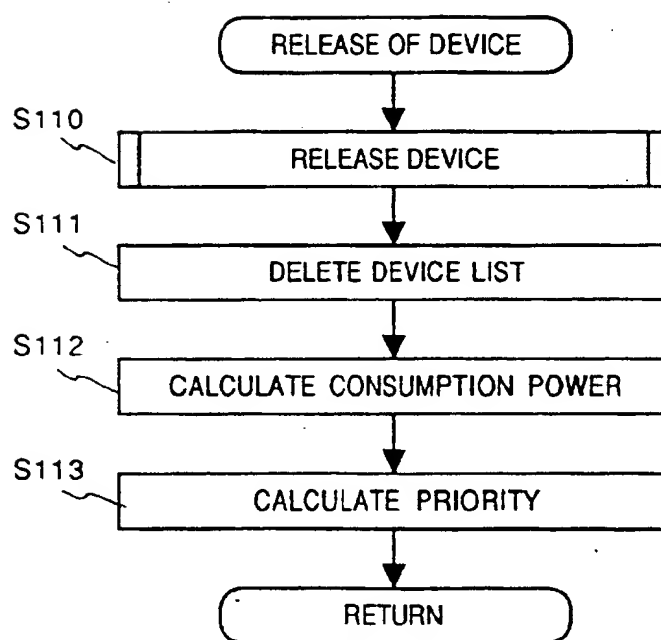 RELEASE OF DEVICE
S110
RELEASE DEVICE
S111
DELETE DEVICE LIST
S112
CALCULATE CONSUMPTION POWER
S113
CALCULATE PRIORITY
RETURN